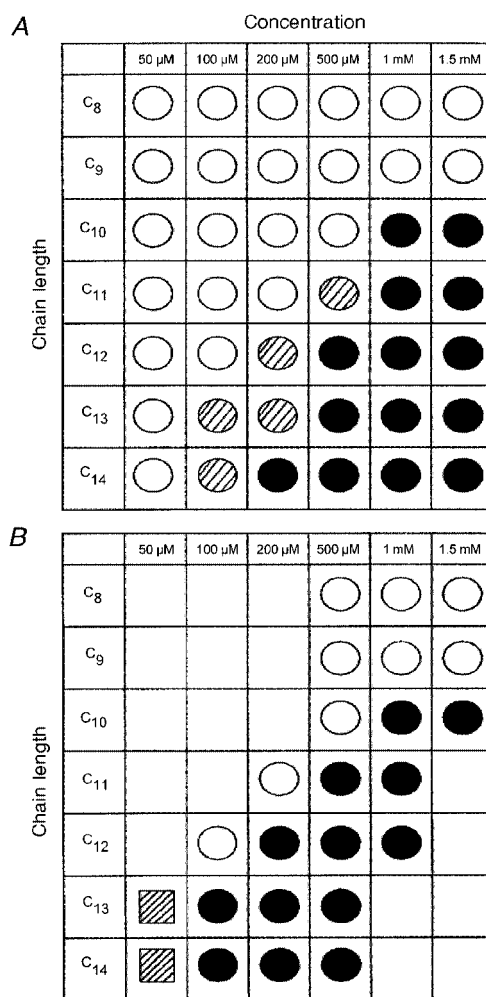 A
Concentration
50 µM 100 µM 200 µM 500 µM 1 mM 1.5 mM
C8
C9
C10
C11
C12
C13
C14
Chain length
B
50 µM 100 µM 200 µM 500 µM 1 mM 1.5 mM
C8
C9
C10
C11
C12
C13
C14
Chain length